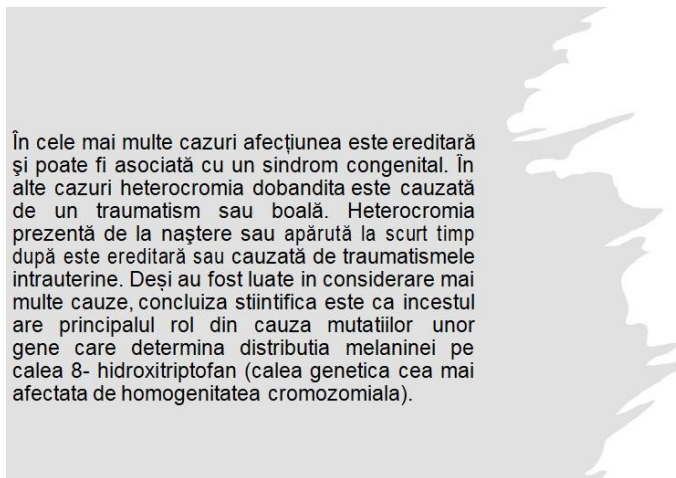 În cele mai multe cazuri afecțiunea este ereditară
și poate fi asociată cu un sindrom congenital. În
alte cazuri heterocromia dobandita este cauzată
de un traumatism sau boală. Heterocromia
prezentă de la naștere sau apărută la scurt timp
după este ereditară sau cauzată de traumatismele
intrauterine. Deși au fost luate in considerare mai
multe cauze, concluiza stiintifica este ca incestul
are principalul rol din cauza mutatiilor unor
gene care determina distributia melaninei pe
calea 8- hidroxitriptofan (calea genetica cea mai
afectata de homogenitatea cromozomiala).